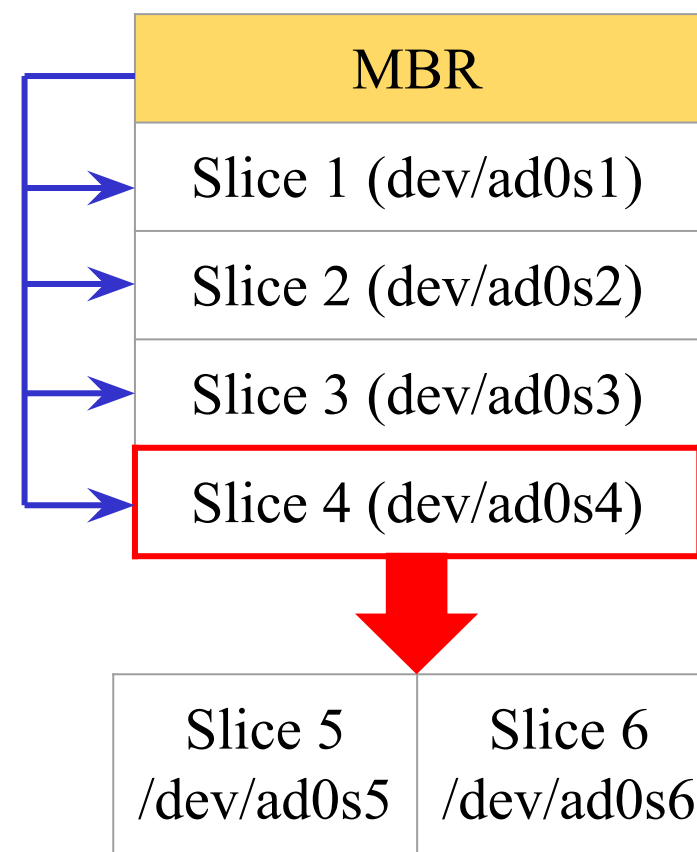 MBR
Slice 1 (dev/ad0s1)
Slice 2 (dev/ad0s2)
Slice 3 (dev/ad0s3)
Slice 4 (dev/ad0s4)
Slice 5
/dev/ad0s5
Slice 6
/dev/ad0s6